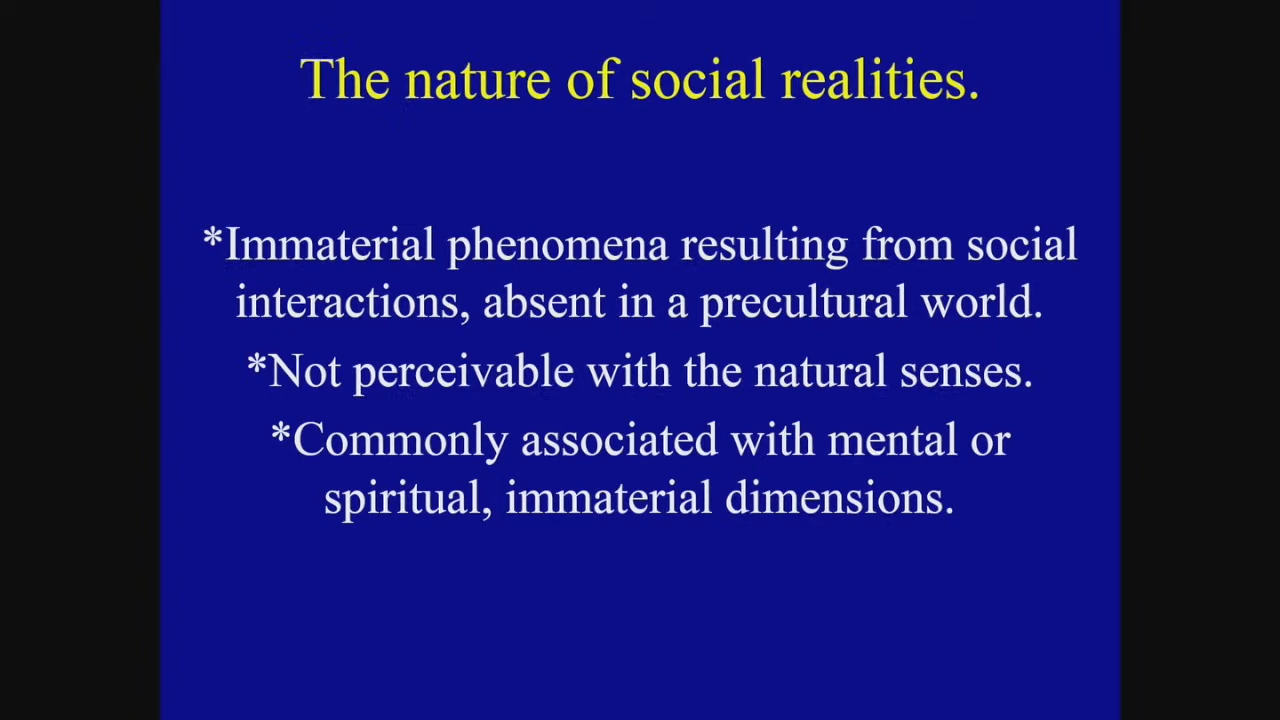 The nature of social realities.
*Immaterial phenomena resulting from social
interactions, absent in a precultural world.
*Not perceivable with the natural senses.
*Commonly associated with mental or
spiritual, immaterial dimensions.